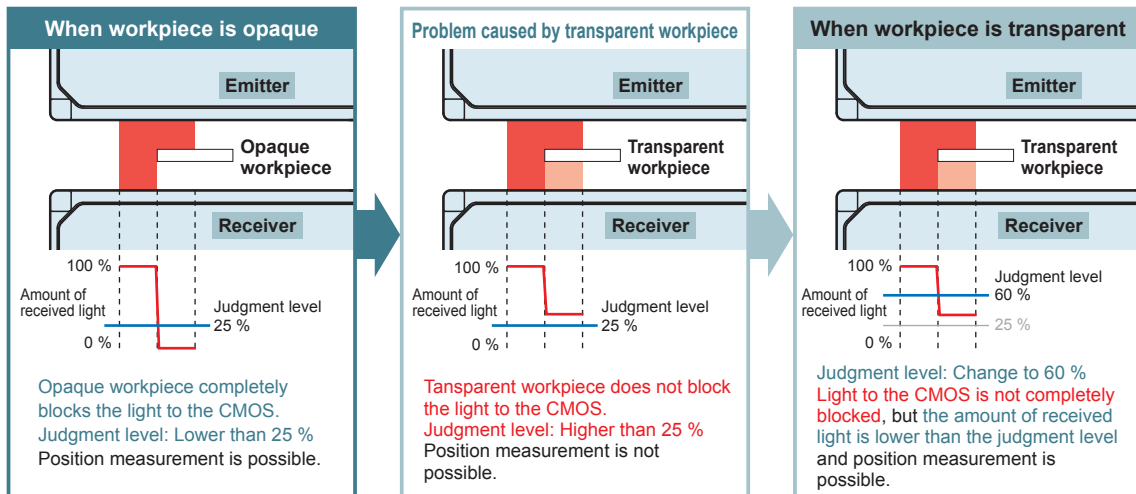 When workpiece is opaque
Emitter
Opaque
workpiece
Receiver
100 %
Amount of
received light
Judgment level
25 %
0 %
Opaque workpiece completely
blocks the light to the CMOS.
Judgment level: Lower than 25 %
Position measurement is possible.
Problem caused by transparent workpiece
Emitter
Transparent
workpiece
Receiver
100 %
Amount of
received light
Judgment level
25 %
0 %
Tansparent workpiece does not block
the light to the CMOS.
Judgment level: Higher than 25 %
Position measurement is not
possible.
When workpiece is transparent
Emitter
Transparent
workpiece
Receiver
100 %
Judgment level
60 %
Amount of
received light
25 %
0 %
Judgment level: Change to 60 %
Light to the CMOS is not completely
blocked, but the amount of received
light is lower than the judgment level
and position measurement is
possible.